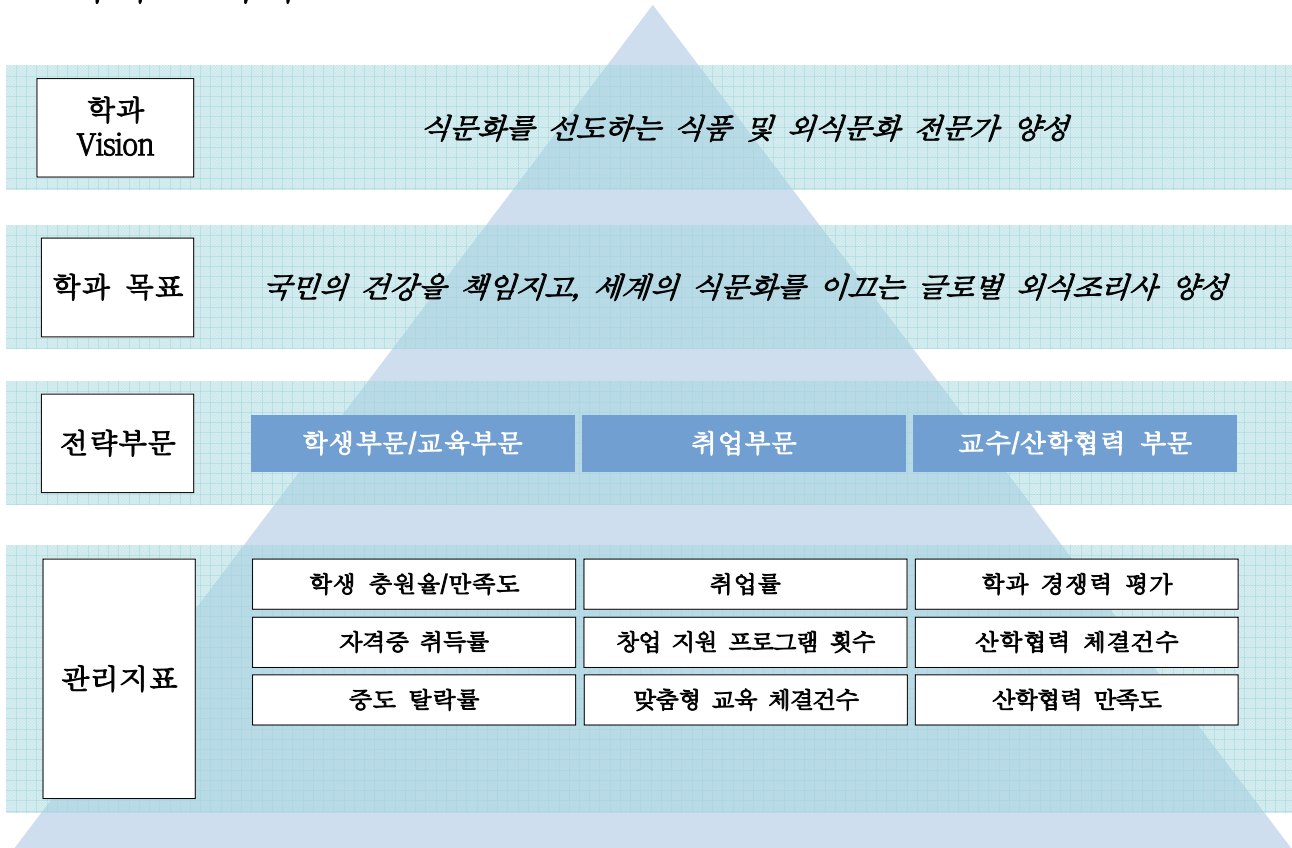 학과
Vision
식문화를 선도하는 식품 및 외식문화 전문가 양성
학과 목표
국민의 건강을 책임지고, 세계의 식문화를 이끄는 글로벌 외식조리사 양성
전략부문
학생부문/교육부문
취업부문
교수/산학협력 부문
관리지표
학생 충원율/만족도
취업률
학과 경쟁력 평가
자격증 취득률
창업 지원 프로그램 횟수
산학협력 체결건수
중도 탈락률
맞춤형 교육 체결건수
산학협력 만족도